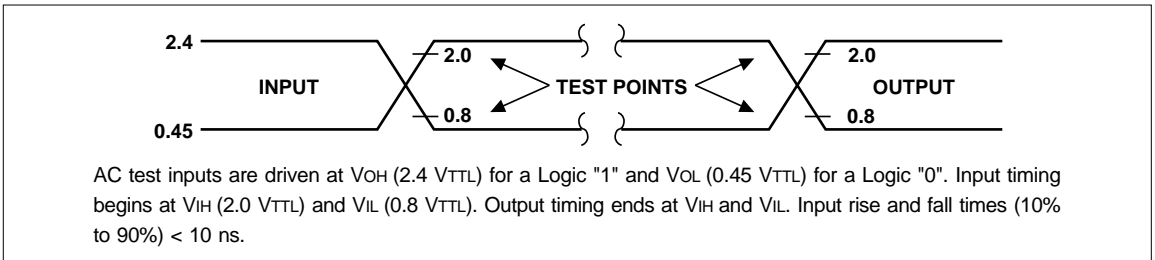 2.4
2.0
2.0
INPUT
TEST POINTS
OUTPUT
0.8
0.8
0.45
AC test inputs are driven at VOH (2.4 VTTL) for a Logic "1" and VOL (0.45 VTTL) for a Logic "0". Input timing
begins at VIH (2.0 VTTL) and VIL (0.8 VTTL). Output timing ends at VIH and VIL. Input rise and fall times (10%
to 90%) < 10 ns.